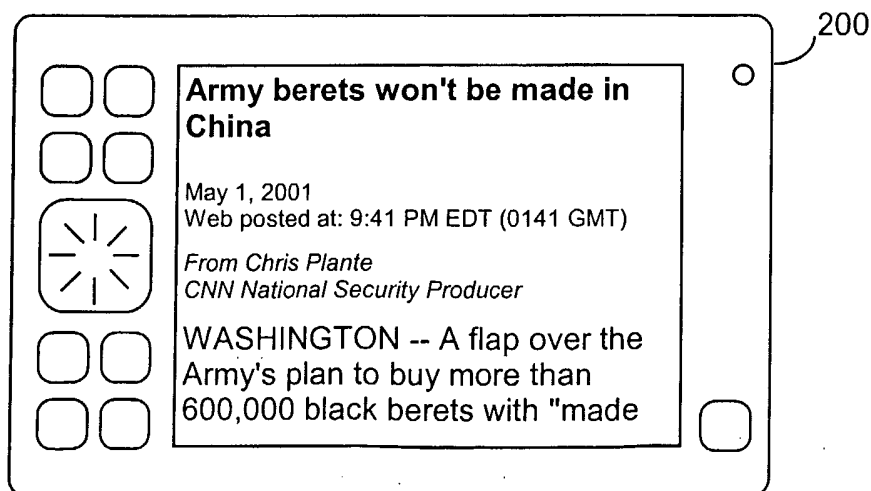 200
Army berets won't be made in
China
May 1, 2001
Web posted at: 9:41 PM EDT (0141 GMT)
From Chris Plante
CNN National Security Producer
WASHINGTON -- A flap over the
Army's plan to buy more than
600,000 black berets with "made